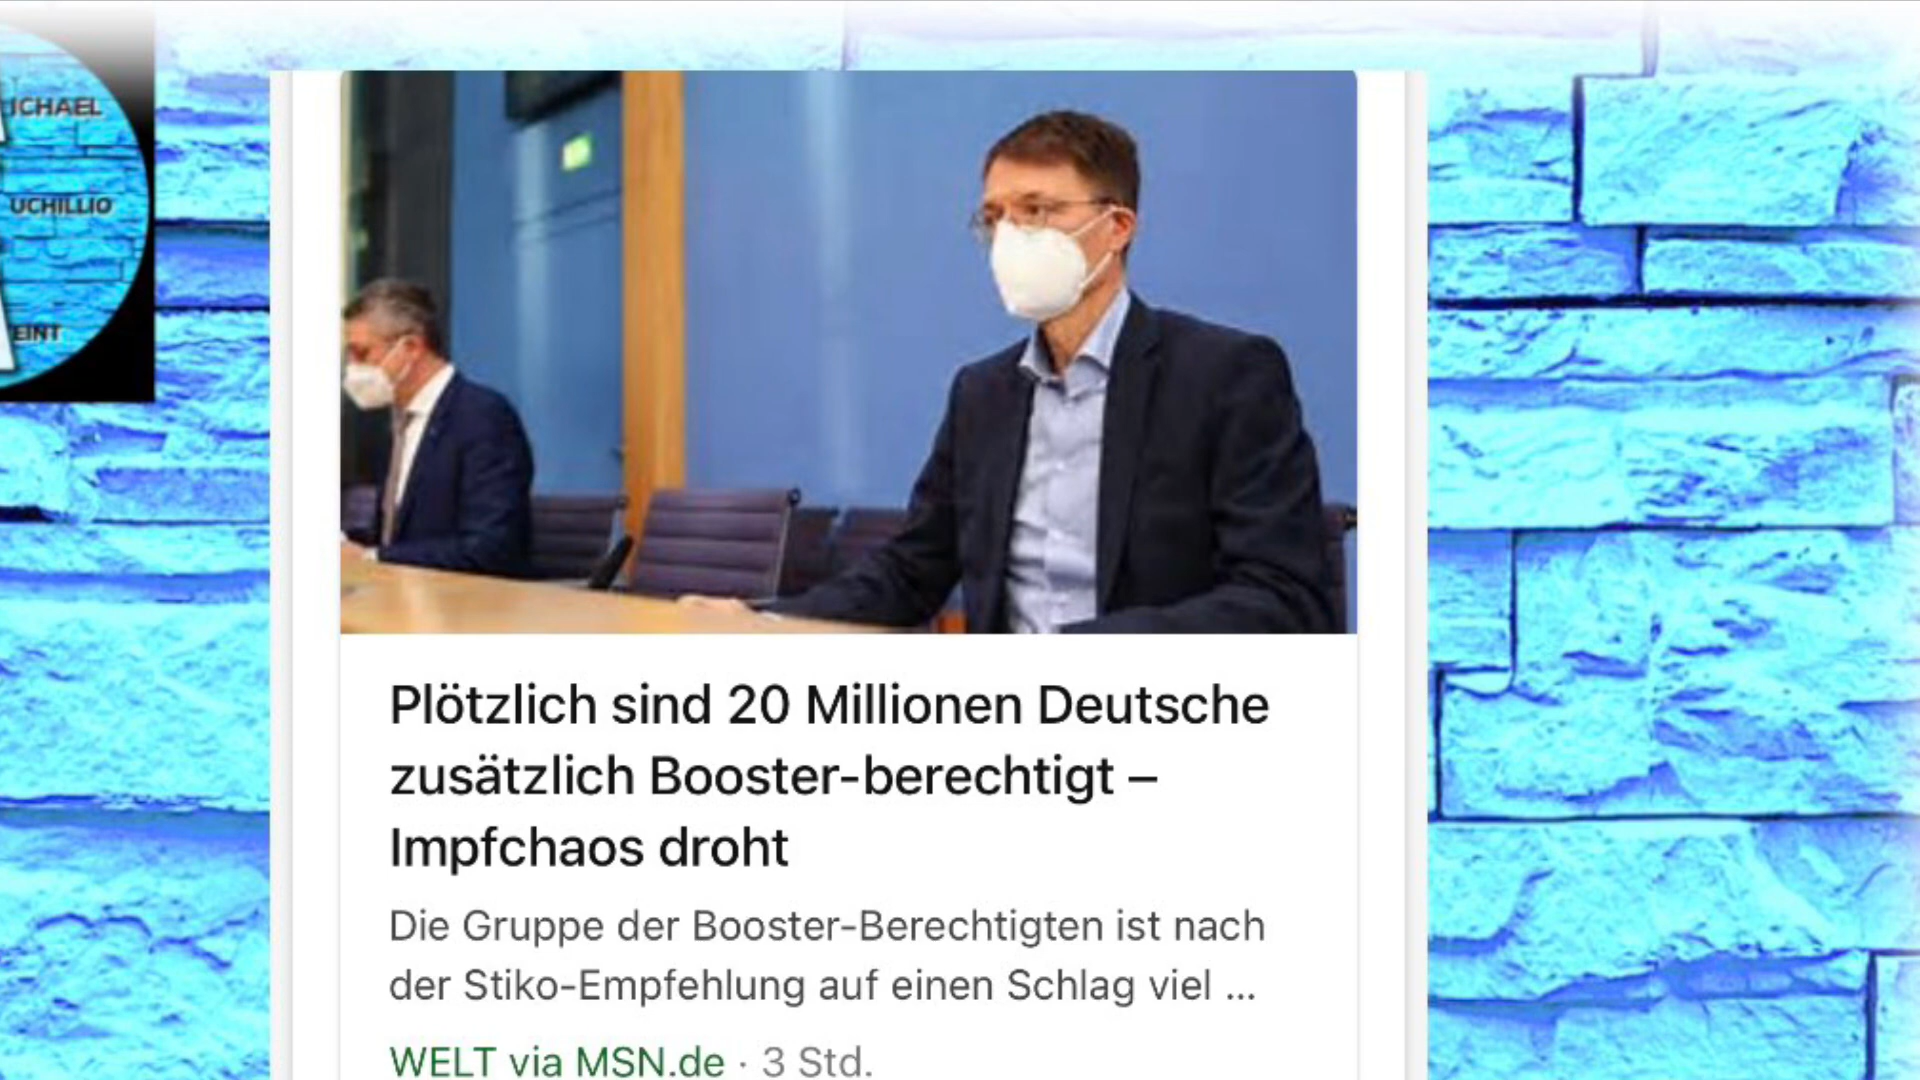 ICHAEL
UCHILLIO
EINT
Plötzlich sind 20 Millionen Deutsche
zusätzlich Booster-berechtigt –
Impfchaos droht
Die Gruppe der Booster-Berechtigten ist nach
der Stiko-Empfehlung auf einen Schlag viel ...
WELT via MSN.de · 3 Std.